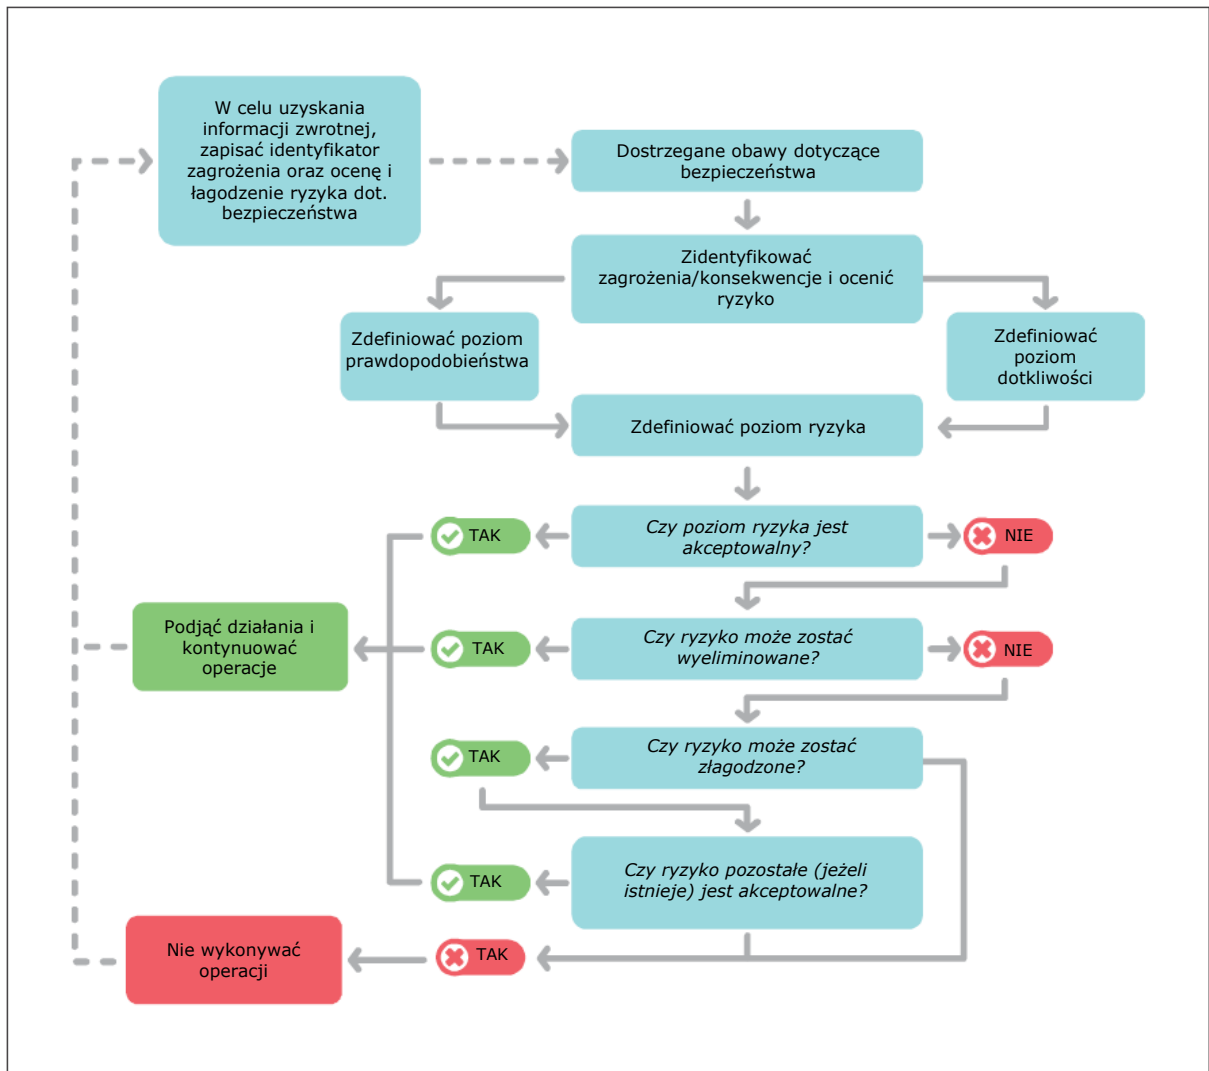 W celu uzyskania
informacji zwrotnej,
zapisać identyfikator
zagrożenia oraz ocenę i
łagodzenie ryzyka dot.
bezpieczeństwa
Dostrzegane obawy dotyczące
bezpieczeństwa
Zidentyfikować
zagrożenia/konsekwencje i ocenić
ryzyko
Zdefiniować poziom
prawdopodobieństwa
Zdefiniować
poziom
dotkliwości
Zdefiniować poziom ryzyka
Czy poziom ryzyka jest
akceptowalny?
TAK
NIE
Czy ryzyko może zostać
wyeliminowane?
TAK
NIE
Podjąć działania i
kontynuować
operacje
Czy ryzyko może zostać
złagodzone?
TAK
Czy ryzyko pozostałe (jeżeli
istnieje) jest akceptowalne?
TAK
TAK
Nie wykonywać
operacji